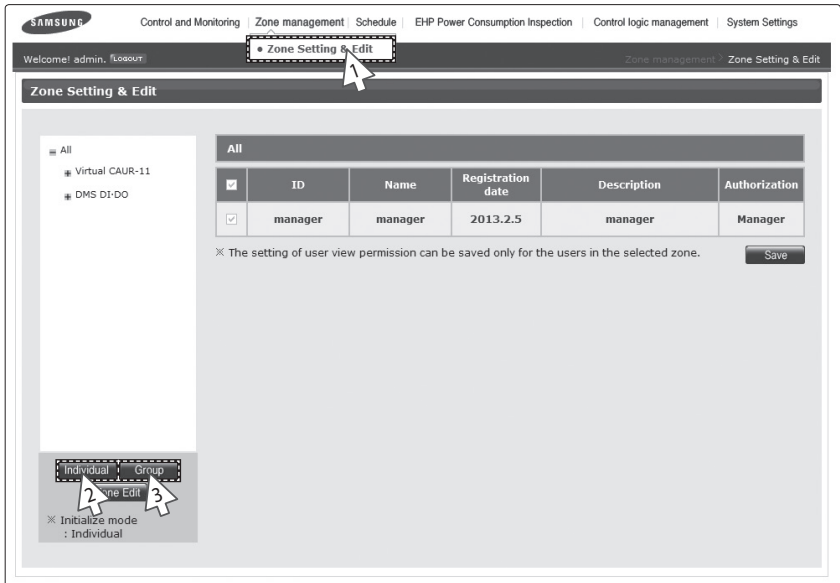 SAMSUNG
Control and Monitoring | Zone management | Schedule | EHP Power Consumption Inspection | Control logic management | System Settings
Welcome! admin. LOGOUT
• Zone Setting & Edit
1
Zone management > Zone Setting & Edit
Zone Setting & Edit
All
Virtual CAUR-11
DMS DI·DO
All
ID Name Registration date Description Authorization
manager manager 2013.2.5 manager Manager
※ The setting of user view permission can be saved only for the users in the selected zone.
Save
Individual Group
2 3
Edit
※ Initialize mode
: Individual